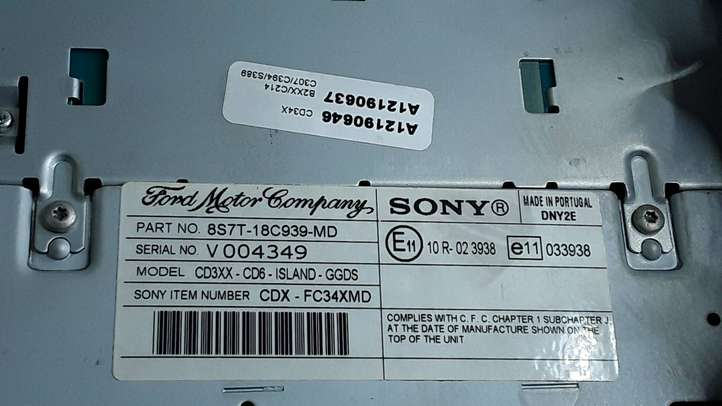 A12190646 CD34X
A12190637 B2XX/C214
C307/C394/S389
Ford Motor Company
PART NO. 8S7T-18C939-MD
SERIAL NO. V004349
MODEL CD3XX - CD6 - ISLAND - GGDS
SONY ITEM NUMBER CDX - FC34XMD
SONY®
MADE IN PORTUGAL
DNY2E
E11 10 R- 02 3938 e11 033938
COMPLIES WITH C. F. C. CHAPTER 1 SUBCHAPTER J.
AT THE DATE OF MANUFACTURE SHOWN ON THE
TOP OF THE UNIT